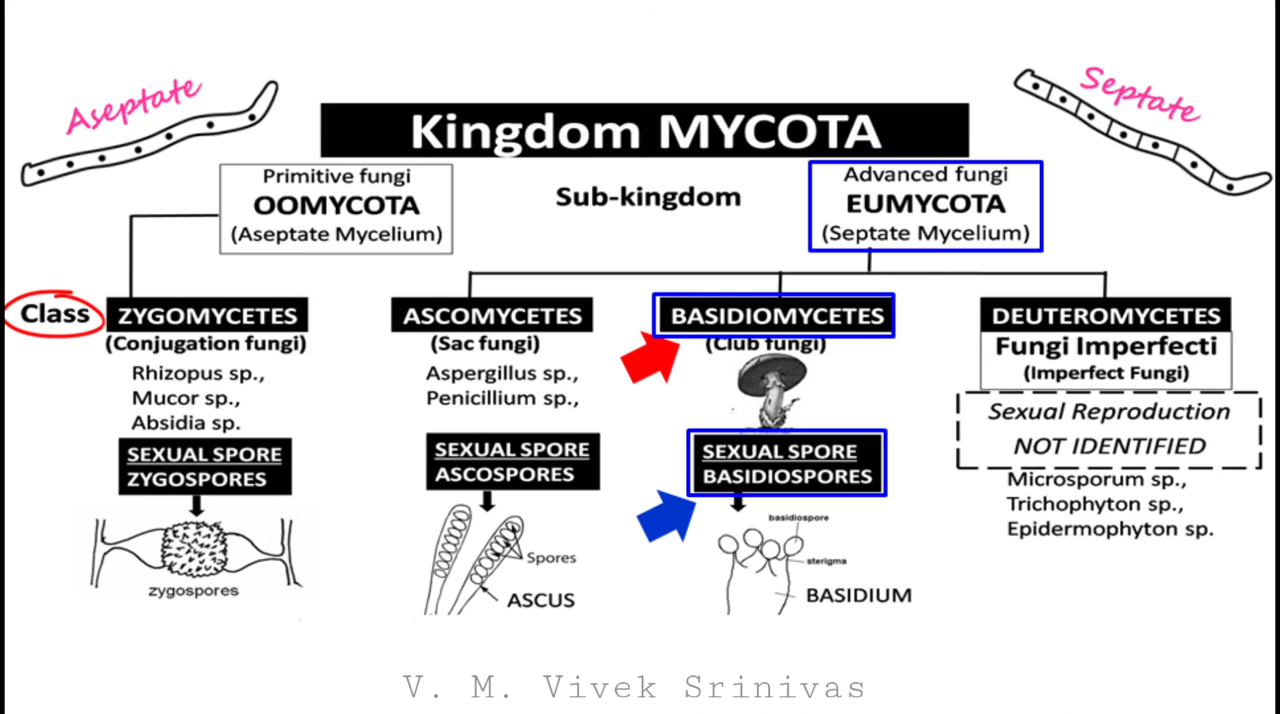 Aseptate
Septate
Kingdom MYCOTA
Primitive fungi
OOMYCOTA
(Aseptate Mycelium)
Sub-kingdom
Advanced fungi
EUMYCOTA
(Septate Mycelium)
Class
ZYGOMYCETES
(Conjugation fungi)
Rhizopus sp.,
Mucor sp.,
Absidia sp.
SEXUAL SPORE
ZYGOSPORES
zygospores
ASCOMYCETES
(Sac fungi)
Aspergillus sp.,
Penicillium sp.,
SEXUAL SPORE
ASCOSPORES
Spores
ASCUS
BASIDIOMYCETES
(Club fungi)
SEXUAL SPORE
BASIDIOSPORES
basidiospore
sterigma
BASIDIUM
DEUTEROMYCETES
Fungi Imperfecti
(Imperfect Fungi)
Sexual Reproduction
NOT IDENTIFIED
Microsporum sp.,
Trichophyton sp.,
Epidermophyton sp.
V. M. Vivek Srinivas